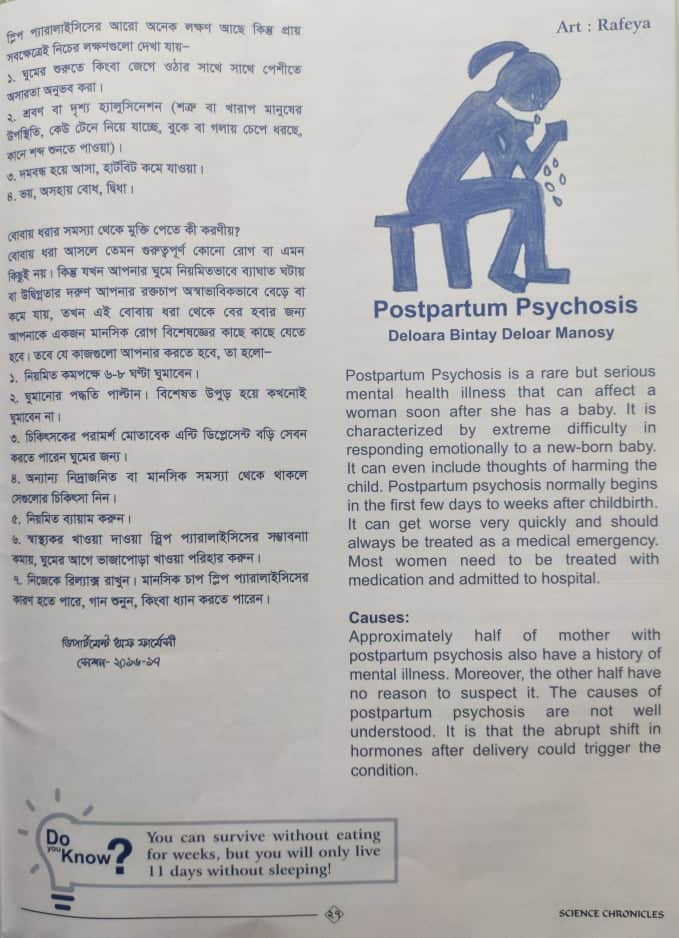 স্লিপ প্যারালাইসিসের আরো অনেক লক্ষণ আছে কিন্তু প্রায়
সবক্ষেত্রেই নিচের লক্ষণগুলো দেখা যায়–
১. ঘুমের শুরুতে কিংবা জেগে ওঠার সাথে সাথে পেশীতে
অসারতা অনুভব করা।
২. শ্রবণ বা দৃশ্য হ্যালুসিনেশন (শত্রু বা খারাপ মানুষের
উপস্থিতি, কেউ টেনে নিয়ে যাচ্ছে, বুকে বা গলায় চেপে ধরছে,
কানে শব্দ শুনতে পাওয়া)।
৩. দমবন্ধ হয়ে আসা, হার্টবিট কমে যাওয়া।
৪. ভয়, অসহায় বোধ, দ্বিধা।
বোবায় ধরার সমস্যা থেকে মুক্তি পেতে কী করণীয়?
বোবায় ধরা আসলে তেমন গুরুত্বপূর্ণ কোনো রোগ বা এমন
কিছুই নয়। কিন্তু যখন আপনার ঘুমে নিয়মিতভাবে ব্যাঘাত ঘটায়
বা উদ্বিগ্নতার দরুণ আপনার রক্তচাপ অস্বাভাবিকভাবে বেড়ে বা
কমে যায়, তখন এই বোবায় ধরা থেকে বের হবার জন্য
আপনাকে একজন মানসিক রোগ বিশেষজ্ঞের কাছে কাছে যেতে
হবে। তবে যে কাজগুলো আপনার করতে হবে, তা হলো–
১. নিয়মিত কমপক্ষে ৬-৮ ঘন্টা ঘুমাবেন।
২. ঘুমানোর পদ্ধতি পাল্টান। বিশেষত উপুড় হয়ে কখনোই
ঘুমাবেন না।
৩. চিকিৎসকের পরামর্শ মোতাবেক এন্টি ডিপ্রেসেন্ট বড়ি সেবন
করতে পারেন ঘুমের জন্য।
৪. অন্যান্য নিদ্রাজনিত বা মানসিক সমস্যা থেকে থাকলে
সেগুলোর চিকিৎসা নিন।
৫. নিয়মিত ব্যায়াম করুন।
৬. স্বাস্থ্যকর খাওয়া দাওয়া স্লিপ প্যারালাইসিসের সম্ভাবনা
কমায়, ঘুমের আগে ভাজাপোড়া খাওয়া পরিহার করুন।
৭. নিজেকে রিল্যাক্স রাখুন। মানসিক চাপ স্লিপ প্যারালাইসিসের
কারণ হতে পারে, গান শুনুন, কিংবা ধ্যান করতে পারেন।
ডিপার্টমেন্ট অফ ফার্মেসী
সেশন- ২০১৬-১৭
Do you Know?
You can survive without eating
for weeks, but you will only live
11 days without sleeping!
Art : Rafeya
Postpartum Psychosis
Deloara Bintay Deloar Manosy
Postpartum Psychosis is a rare but serious
mental health illness that can affect a
woman soon after she has a baby. It is
characterized by extreme difficulty in
responding emotionally to a new-born baby.
It can even include thoughts of harming the
child. Postpartum psychosis normally begins
in the first few days to weeks after childbirth.
It can get worse very quickly and should
always be treated as a medical emergency.
Most women need to be treated with
medication and admitted to hospital.
Causes:
Approximately half of mother with
postpartum psychosis also have a history of
mental illness. Moreover, the other half have
no reason to suspect it. The causes of
postpartum psychosis are not well
understood. It is that the abrupt shift in
hormones after delivery could trigger the
condition.
২৭
SCIENCE CHRONICLES